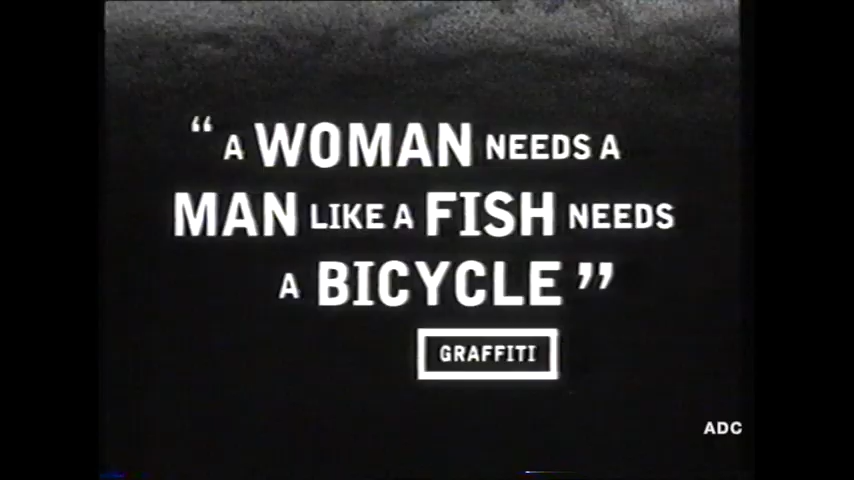 “ A WOMAN NEEDS A
MAN LIKE A FISH NEEDS
A BICYCLE ”
GRAFFITI
ADC